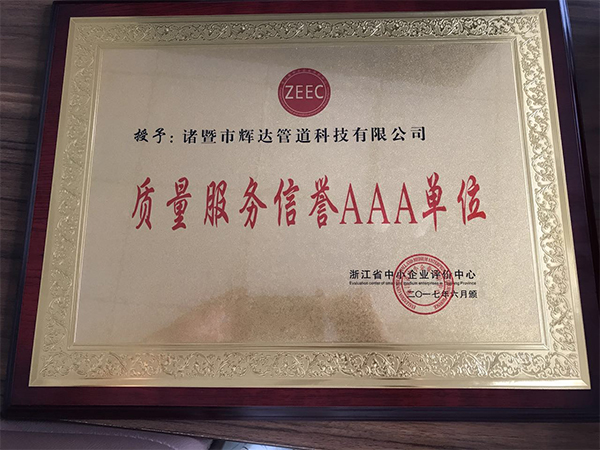 ZEEC
授予：诸暨市辉达管道科技有限公司
质量服务信誉AAA单位
浙江省中小企业评价中心
二〇一七年六月颁